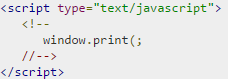 <script type="text/javascript">
<!--
window.print(;
//-->
</script>